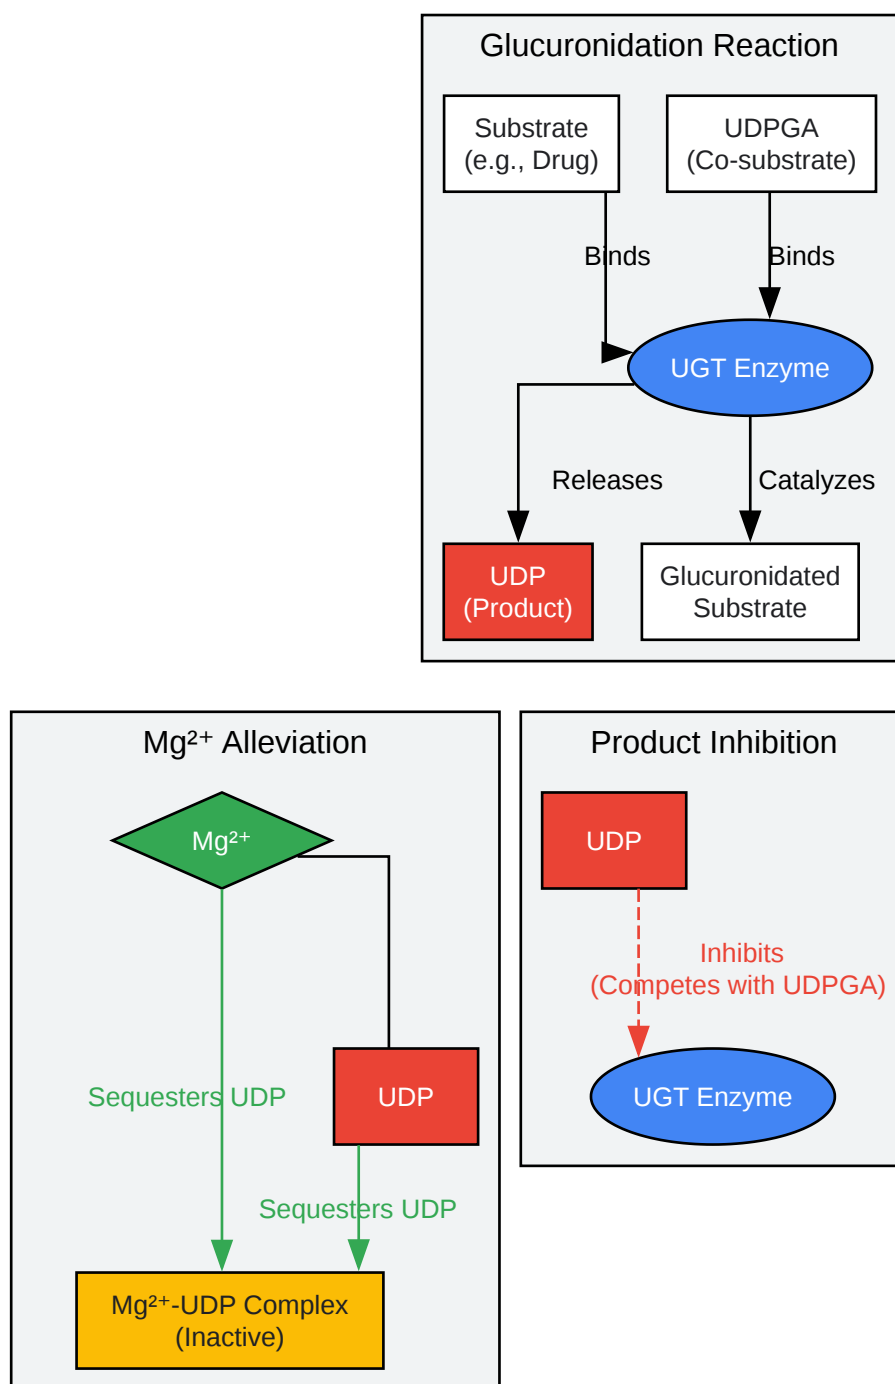 Glucuronidation Reaction
Substrate
(e.g., Drug)
UDPGA
(Co-substrate)
Binds
Binds
UGT Enzyme
Releases
Catalyzes
UDP
(Product)
Glucuronidated
Substrate
Mg²⁺ Alleviation
Mg²⁺
Sequesters UDP
UDP
Sequesters UDP
Mg²⁺-UDP Complex
(Inactive)
Product Inhibition
UDP
Inhibits
(Competes with UDPGA)
UGT Enzyme